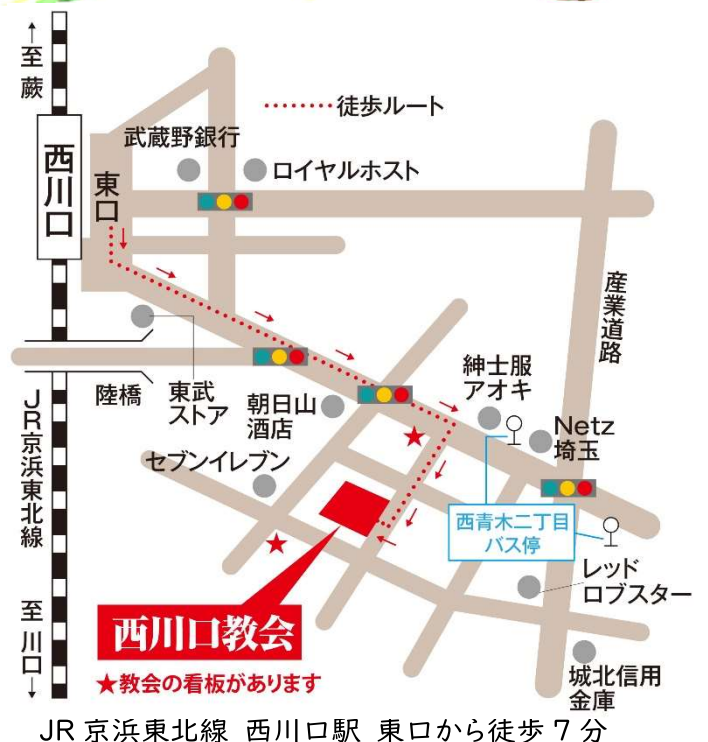 ↑至蕨
西川口
東口
徒歩ルート
武蔵野銀行
ロイヤルホスト
産業道路
陸橋
東武
ストア
朝日山
酒店
紳士服
アオキ
Netz
埼玉
セブンイレブン
JR京浜東北線
西青木二丁目
バス停
レッド
ロブスター
至川口↓
西川口教会
★教会の看板があります
城北信用
金庫
JR京浜東北線 西川口駅 東口から徒歩7分